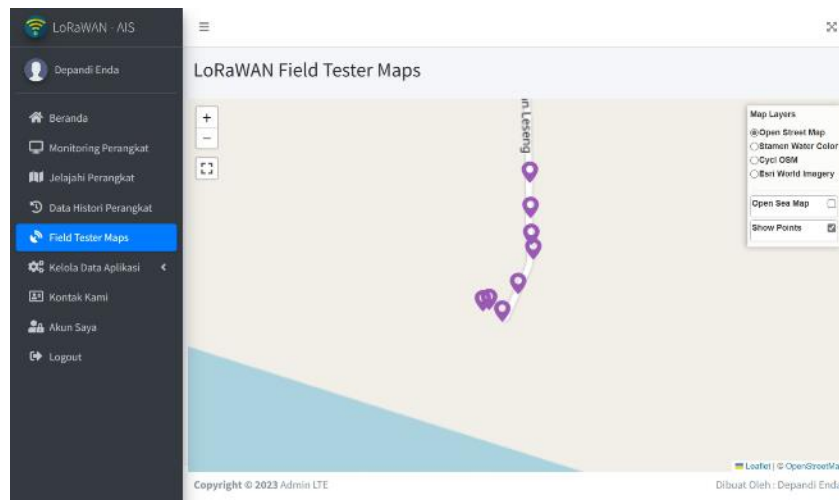 LoRaWAN - AIS
Depandi Enda
Beranda
Monitoring Perangkat
Jelajahi Perangkat
Data Histori Perangkat
Field Tester Maps
Kelola Data Aplikasi
Kontak Kami
Akun Saya
Logout
LoRaWAN Field Tester Maps
+
−
n Leseng
Map Layers
Open Street Map
Stamen Water Color
Cycl OSM
Esri World Imagery
Open Sea Map
Show Points
Leaflet | © OpenStreetMa
Copyright © 2023 Admin LTE
Dibuat Oleh : Depandi Enda